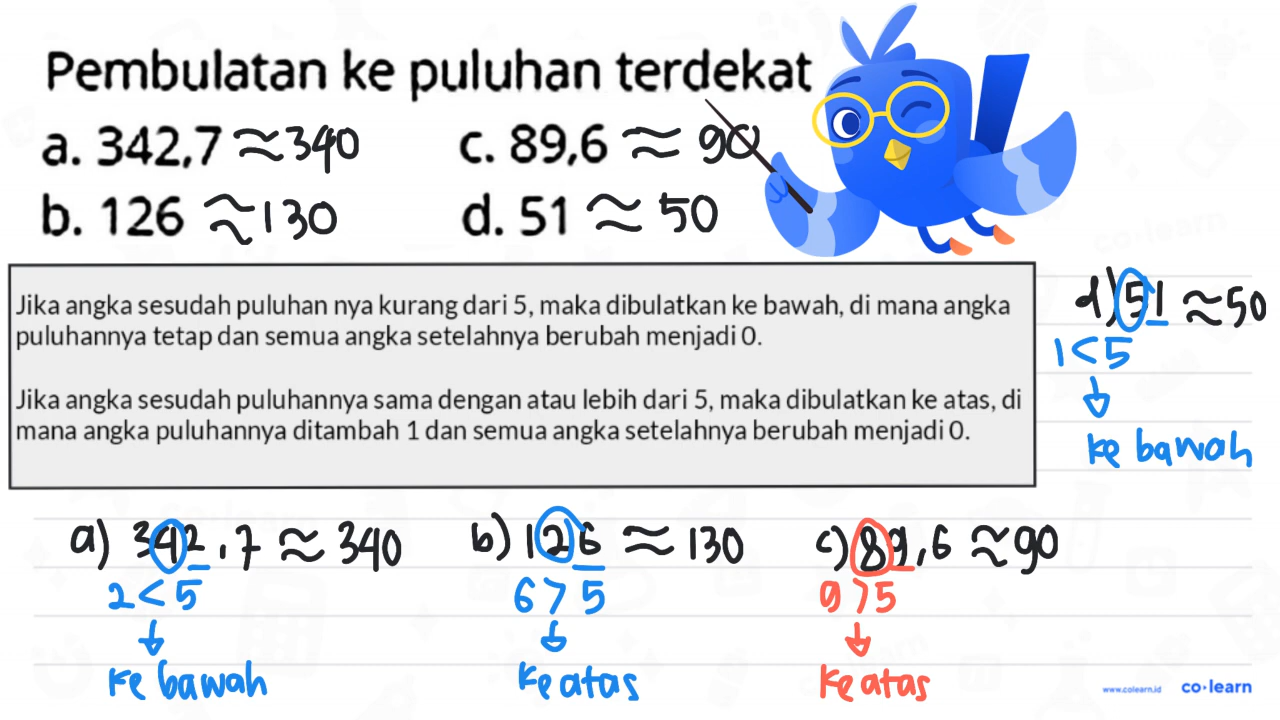 Pembulatan ke puluhan terdekat
a. 342,7 ≈ 340
c. 89,6 ≈ 90
b. 126 ≈ 130
d. 51 ≈ 50
Jika angka sesudah puluhan nya kurang dari 5, maka dibulatkan ke bawah, di mana angka
puluhannya tetap dan semua angka setelahnya berubah menjadi 0.
Jika angka sesudah puluhannya sama dengan atau lebih dari 5, maka dibulatkan ke atas, di
mana angka puluhannya ditambah 1 dan semua angka setelahnya berubah menjadi 0.
d) 51 ≈ 50
1 < 5
↓
ke bawah
a) 342,7 ≈ 340
2 < 5
↓
ke bawah
b) 126 ≈ 130
6 > 5
↓
ke atas
c) 89,6 ≈ 90
9 > 5
↓
ke atas
www.colearn.id
co·learn